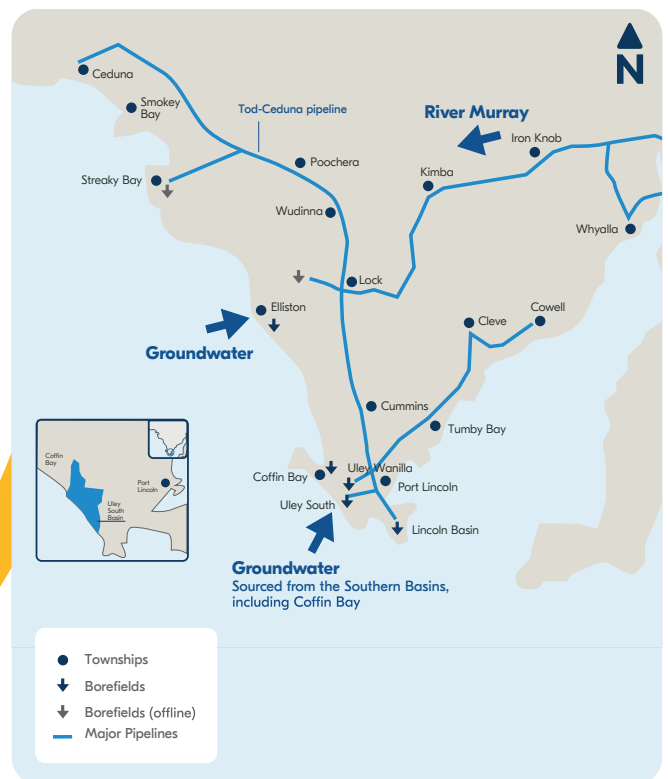 N
Ceduna
Smokey
Bay
Tod-Ceduna pipeline
River Murray
Iron Knob
Poochera
Kimba
Streaky Bay
Wudinna
Whyalla
Lock
Elliston
Cowell
Cleve
Groundwater
Cummins
Tumby Bay
Coffin Bay
Uley Wanilla
Port Lincoln
Uley South
Lincoln Basin
Coffin
Bay
Port
Lincoln
Uley
South
Basin
Groundwater
Sourced from the Southern Basins,
including Coffin Bay
Townships
Borefields
Borefields (offline)
Major Pipelines